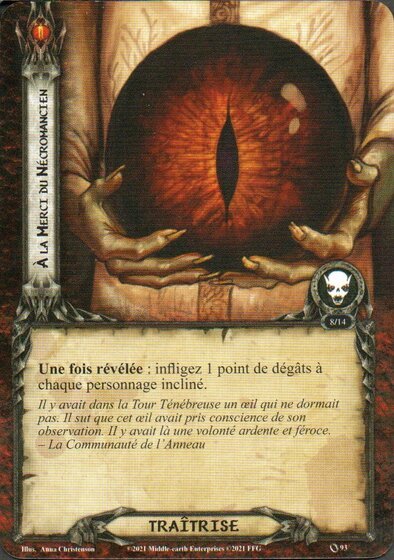 À LA MERCI DU NÉCROMANCIEN
8/14
Une fois révélée : infligez 1 point de dégâts à
chaque personnage incliné.
Il y avait dans la Tour Ténébreuse un œil qui ne dormait
pas. Il sut que cet œil avait pris conscience de son
observation. Il y avait là une volonté ardente et féroce.
– La Communauté de l'Anneau
TRAÎTRISE
Illus. Anna Christenson
©2021 Middle-earth Enterprises ©2021 FFG
93